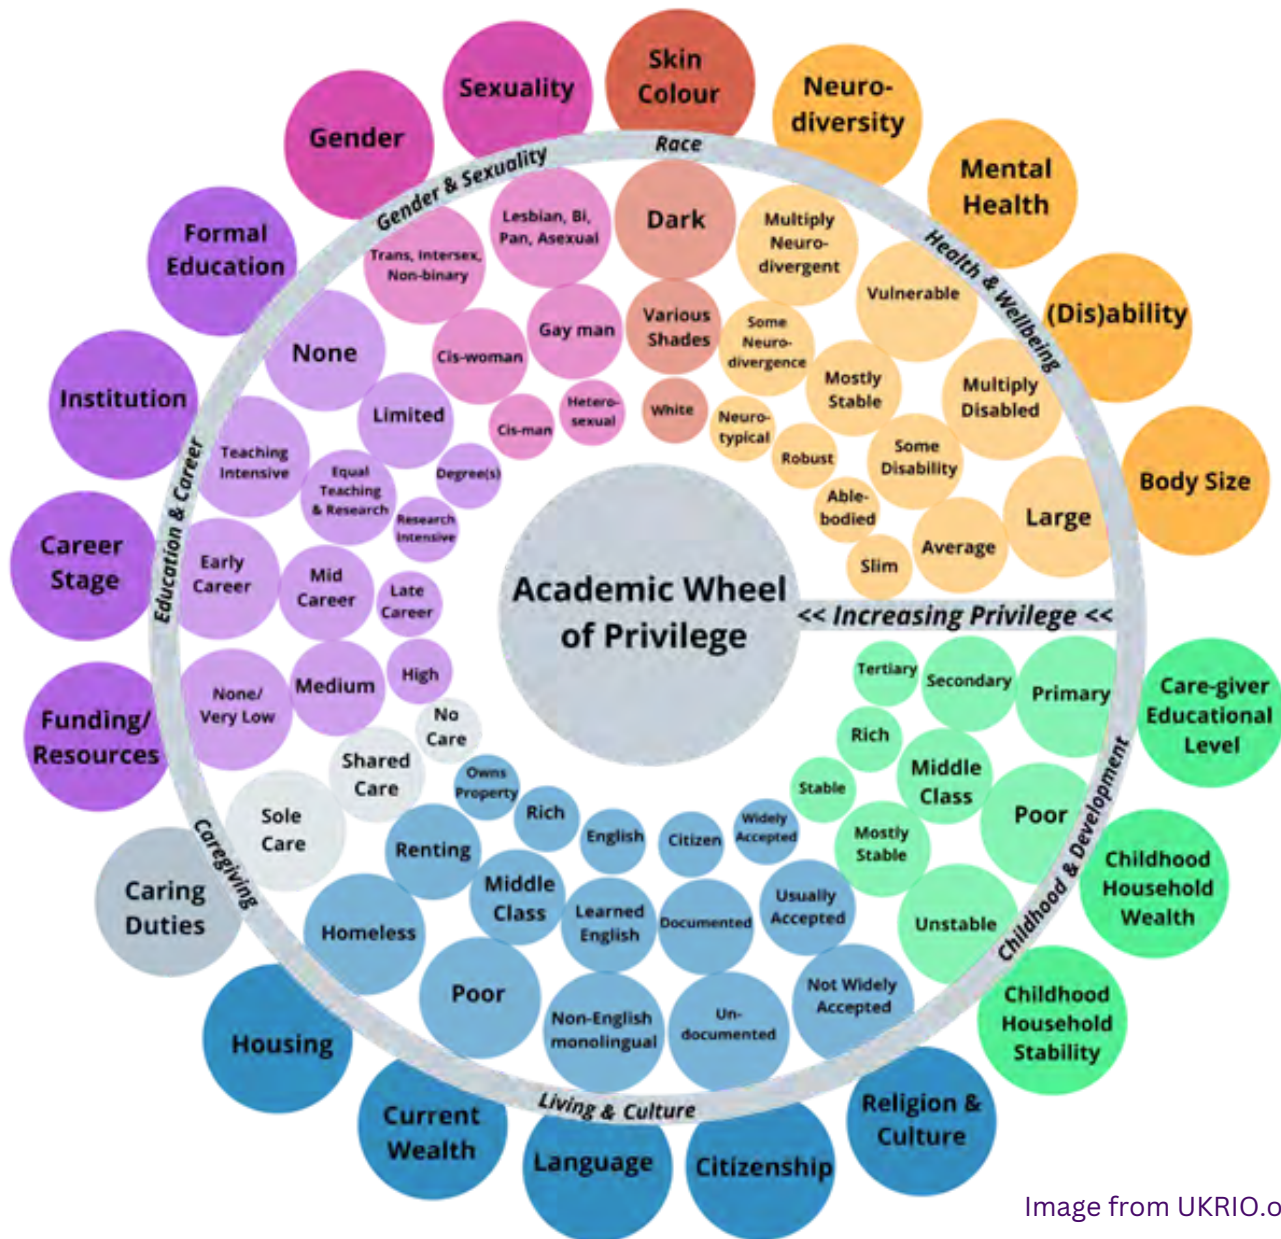 Skin
Colour
Neuro-
diversity
Mental
Health
(Dis)ability
Body Size
Care-giver
Educational
Level
Childhood
Household
Wealth
Childhood
Household
Stability
Religion &
Culture
Citizenship
Language
Current
Wealth
Housing
Caring
Duties
Funding/
Resources
Career
Stage
Institution
Formal
Education
Gender
Sexuality
Race
Health & Wellbeing
Childhood & Development
Living & Culture
Caregiving
Education & Career
Gender & Sexuality
Dark
Various
Shades
White
Multiply
Neuro-
divergent
Some
Neuro-
divergence
Neuro-
typical
Vulnerable
Mostly
Stable
Robust
Multiply
Disabled
Some
Disability
Able-
bodied
Large
Average
Slim
Academic Wheel
of Privilege
<< Increasing Privilege <<
Primary
Secondary
Tertiary
Poor
Middle
Class
Rich
Unstable
Mostly
Stable
Stable
Not Widely
Accepted
Usually
Accepted
Widely
Accepted
Un-
documented
Documented
Citizen
Non-English
monolingual
Learned
English
English
Poor
Middle
Class
Rich
Homeless
Renting
Owns
Property
Sole
Care
Shared
Care
No
Care
None/
Very Low
Medium
High
Early
Career
Mid
Career
Late
Career
Teaching
Intensive
Equal
Teaching
& Research
Research
Intensive
None
Limited
Degree(s)
Trans, Intersex,
Non-binary
Cis-woman
Cis-man
Lesbian, Bi,
Pan, Asexual
Gay man
Hetero-
sexual
Image from UKRIO.o